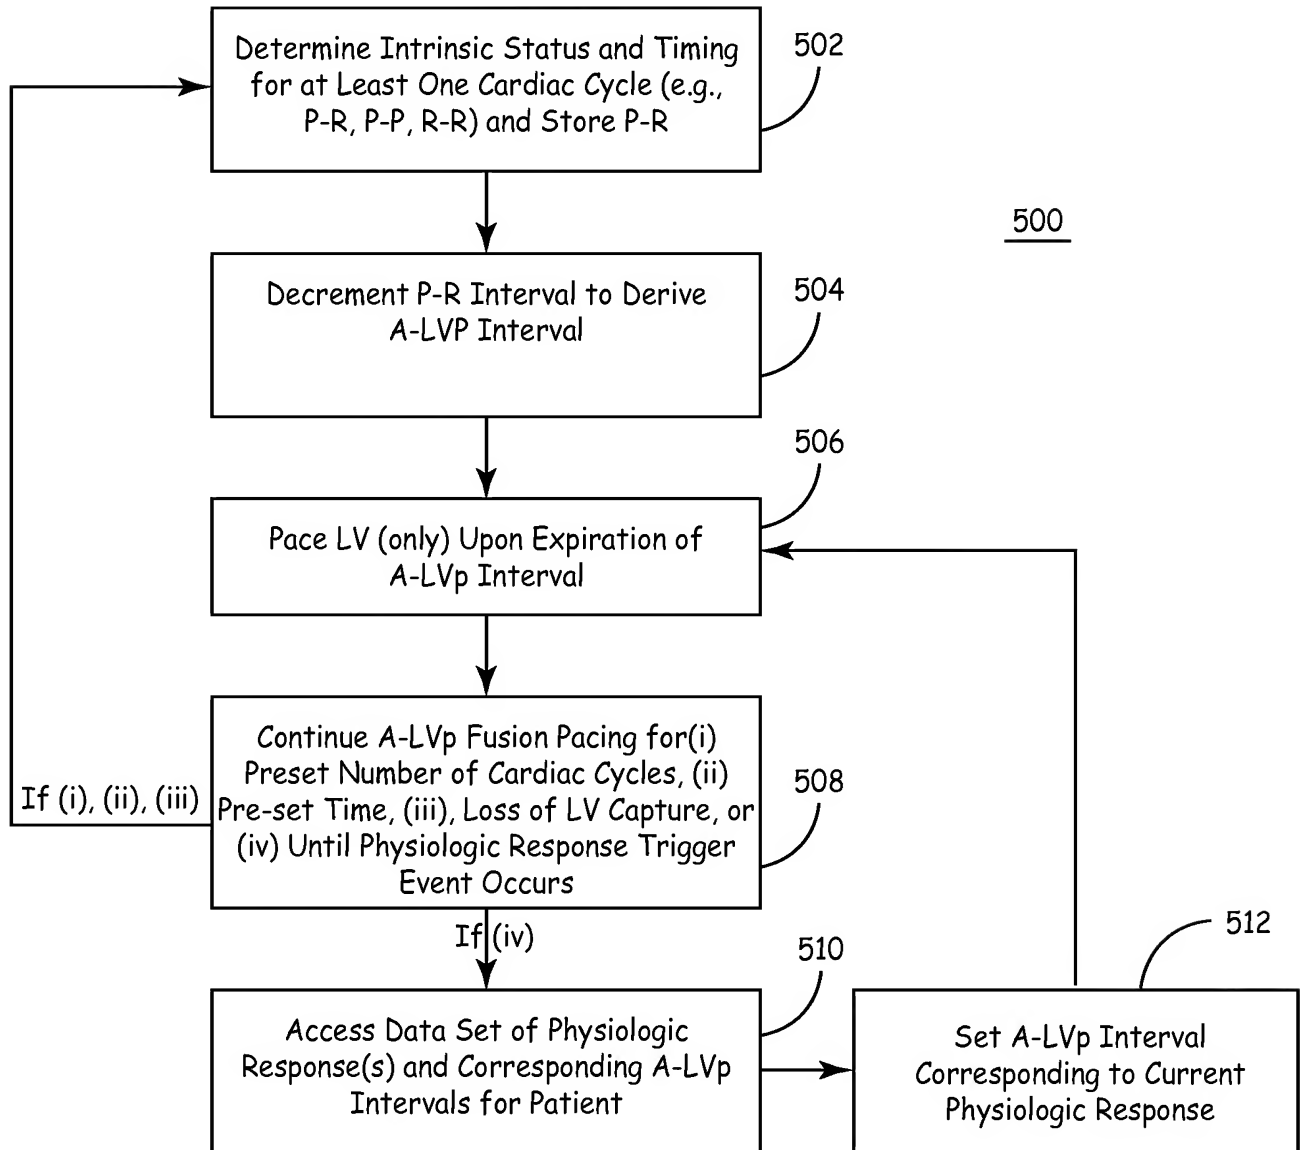 Determine Intrinsic Status and Timing
for at Least One Cardiac Cycle (e.g.,
P-R, P-P, R-R) and Store P-R
502
500
Decrement P-R Interval to Derive
A-LVP Interval
504
506
Pace LV (only) Upon Expiration of
A-LVp Interval
Continue A-LVp Fusion Pacing for(i)
Preset Number of Cardiac Cycles, (ii)
Pre-set Time, (iii), Loss of LV Capture, or
(iv) Until Physiologic Response Trigger
Event Occurs
508
If (i), (ii), (iii)
If (iv)
510
Access Data Set of Physiologic
Response(s) and Corresponding A-LVp
Intervals for Patient
512
Set A-LVp Interval
Corresponding to Current
Physiologic Response